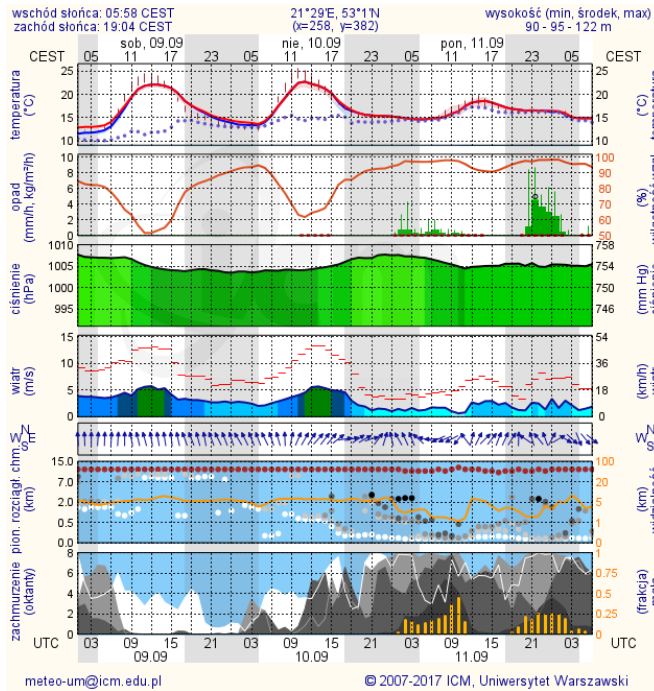 wschód słońca: 05:58 CEST 21°29'E, 53°1'N wysokość (min, środek, max)
zachód słońca: 19:04 CEST (x=258, y=382) 90 - 95 - 122 m
sob, 09.09 nie, 10.09 pon, 11.09
CEST 05 11 17 23 05 11 17 23 05 11 17 23 05 CEST
temperatura (°C)
25 20 15 10
25 20 15 10
(°C)
opad (mm/h, kg/m²/h)
10 8 6 4 2 0
100 90 80 70 60 50
(%)
ciśnienie (hPa)
1010 1005 1000 995
758 754 750 746
(mm Hg)
wiatr (m/s)
15 10 5 0
54 36 18 0
(km/h)
N W E S
N W S
pion. rozciągł. chm. (km)
15.0 7.0 2.0 0.5 0.0
100 20 5 1 0
(km)
zachmurzenie (oktanty)
8 6 4 2 0
1 0.75 0.5 0.25 0
(frakcja)
UTC 03 09 15 21 03 09 15 21 03 09 15 21 03 UTC
09.09 10.09 11.09
meteo-um@icm.edu.pl © 2007-2017 ICM, Uniwersytet Warszawski